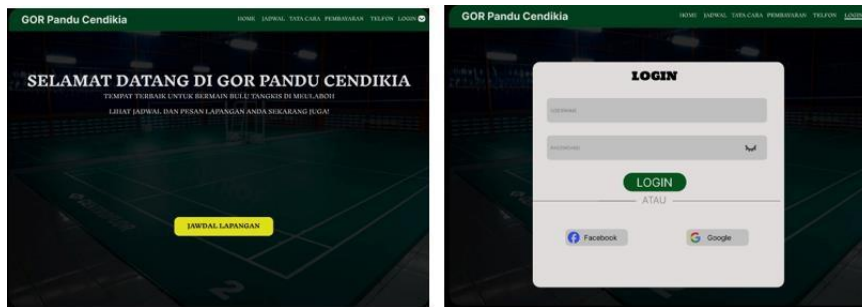 GOR Pandu Cendikia
HOME JADWAL TATA CARA PEMBAYARAN TELFON LOGIN
SELAMAT DATANG DI GOR PANDU CENDIKIA
TEMPAT TERBAIK UNTUK BERMAIN BULU TANGKIS DI MEULABOH
LIHAT JADWAL DAN PESAN LAPANGAN ANDA SEKARANG JUGA!
JAWDAL LAPANGAN
2
GOR Pandu Cendikia
HOME JADWAL TATA CARA PEMBAYARAN TELFON LOGIN
LOGIN
USERNAME
PASSWORD
LOGIN
ATAU
Facebook
Google